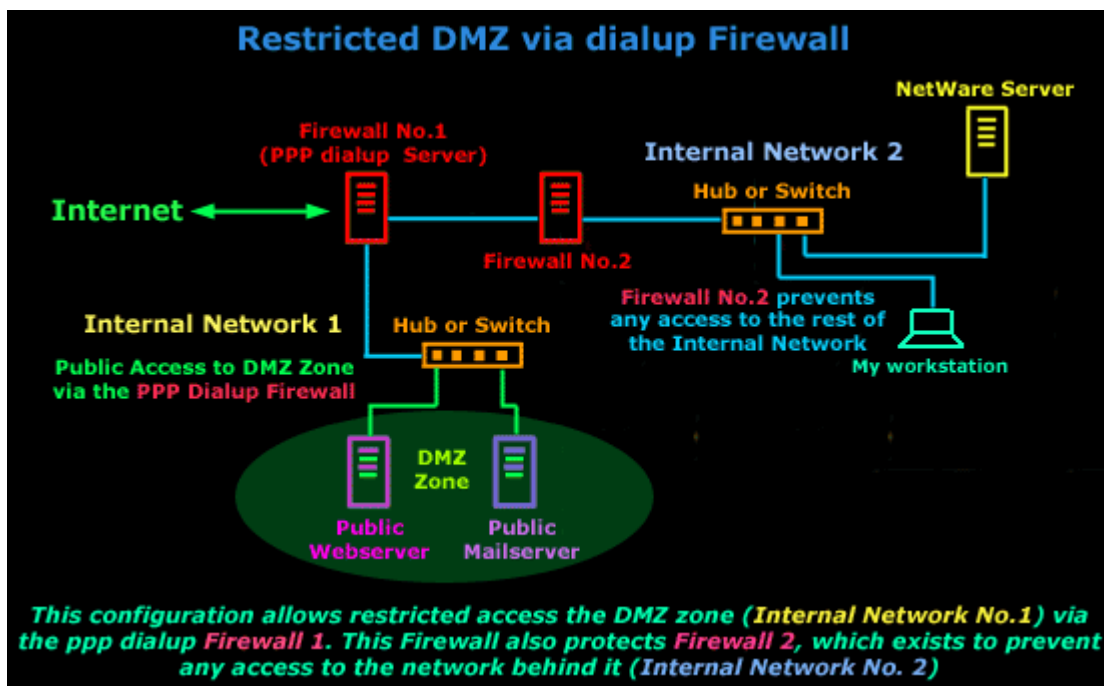 Restricted DMZ via dialup Firewall
NetWare Server
Firewall No.1
(PPP dialup Server)
Internal Network 2
Hub or Switch
Internet
Firewall No.2
Firewall No.2 prevents
any access to the rest of
the Internal Network
My workstation
Internal Network 1
Hub or Switch
Public Access to DMZ Zone
via the PPP Dialup Firewall
DMZ
Zone
Public
Webserver
Public
Mailserver
This configuration allows restricted access the DMZ zone (Internal Network No.1) via
the ppp dialup Firewall 1. This Firewall also protects Firewall 2, which exists to prevent
any access to the network behind it (Internal Network No. 2)